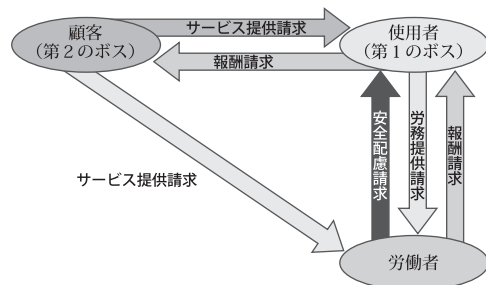 顧客
(第2のボス)
サービス提供請求
使用者
(第1のボス)
報酬請求
サービス提供請求
安全配慮請求
労務提供請求
報酬請求
労働者